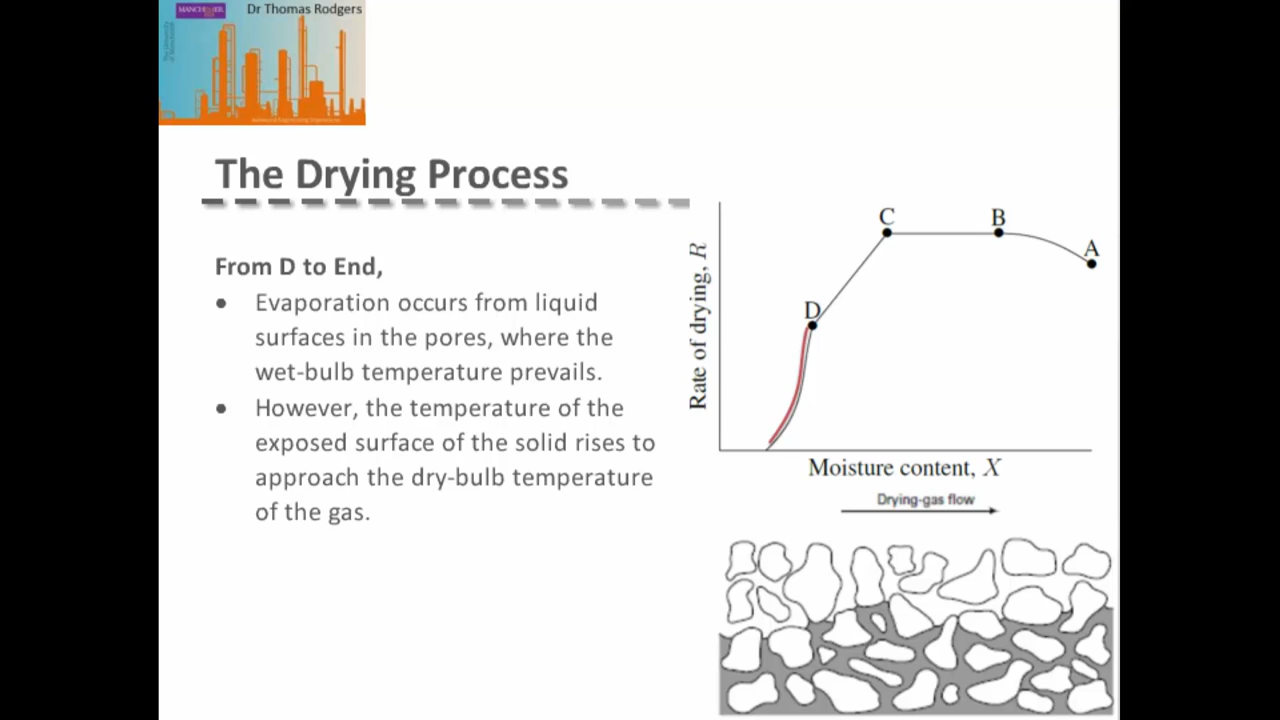 MANCHESTER
Dr Thomas Rodgers
The Drying Process
From D to End,
● Evaporation occurs from liquid
surfaces in the pores, where the
wet-bulb temperature prevails.
● However, the temperature of the
exposed surface of the solid rises to
approach the dry-bulb temperature
of the gas.
C
B
A
D
Rate of drying, R
Moisture content, X
Drying-gas flow